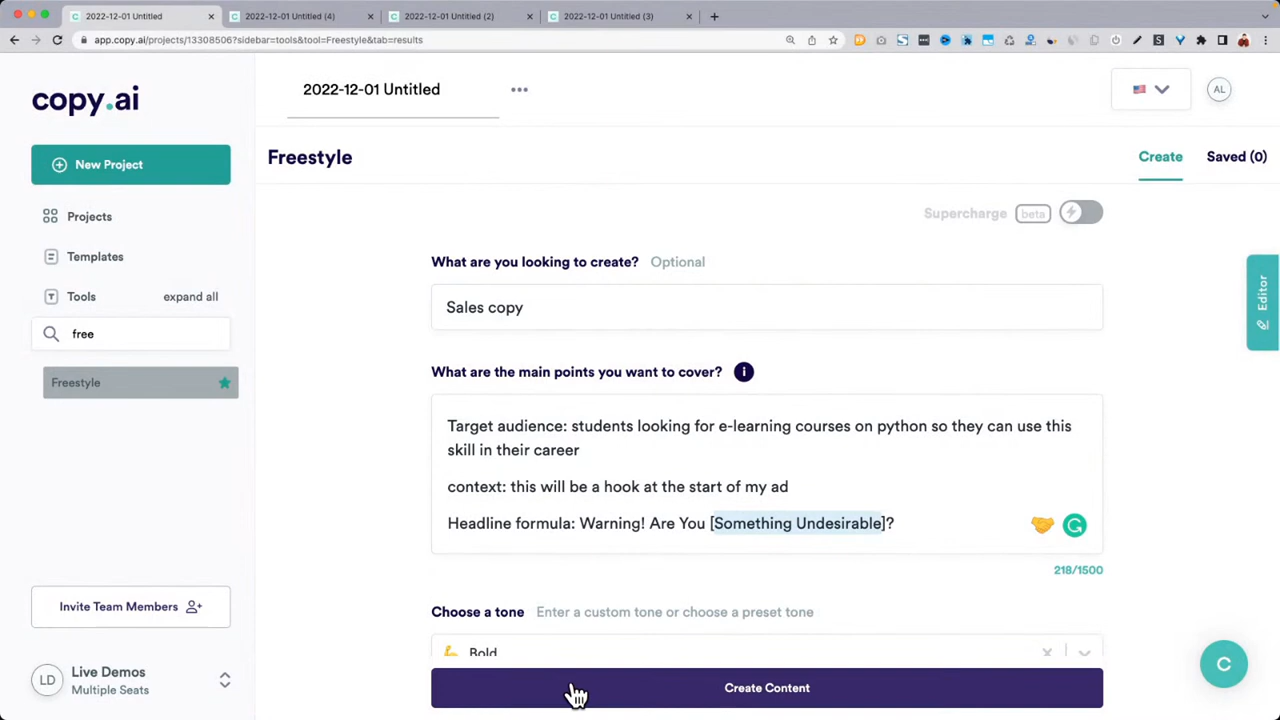 2022-12-01 Untitled
2022-12-01 Untitled (4)
2022-12-01 Untitled (2)
2022-12-01 Untitled (3)
app.copy.ai/projects/13308506?sidebar=tools&tool=Freestyle&tab=results
copy.ai
2022-12-01 Untitled
AL
New Project
Freestyle
Create
Saved (0)
Projects
Supercharge beta
Templates
What are you looking to create? Optional
Tools
expand all
Sales copy
free
Editor
Freestyle
What are the main points you want to cover?
Target audience: students looking for e-learning courses on python so they can use this
skill in their career
context: this will be a hook at the start of my ad
Headline formula: Warning! Are You [Something Undesirable]?
218/1500
Invite Team Members
Choose a tone Enter a custom tone or choose a preset tone
Bold
LD
Live Demos
Multiple Seats
Create Content